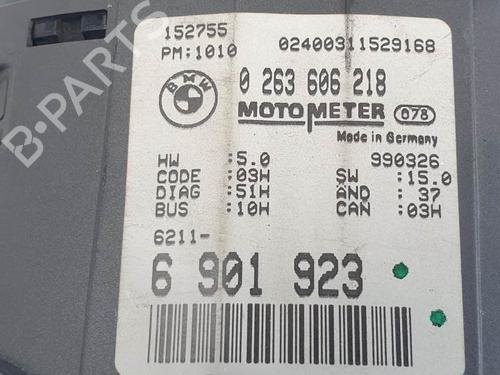 152755
PM:1010 02400311529168
BMW
0 263 606 218
MOTOMETER 078
Made in Germany
HW :5.0 990326
CODE :03H SW :15.0
DIAG :51H AND : 37
BUS :10H CAN :03H
6211-
6 901 923
B-PARTS